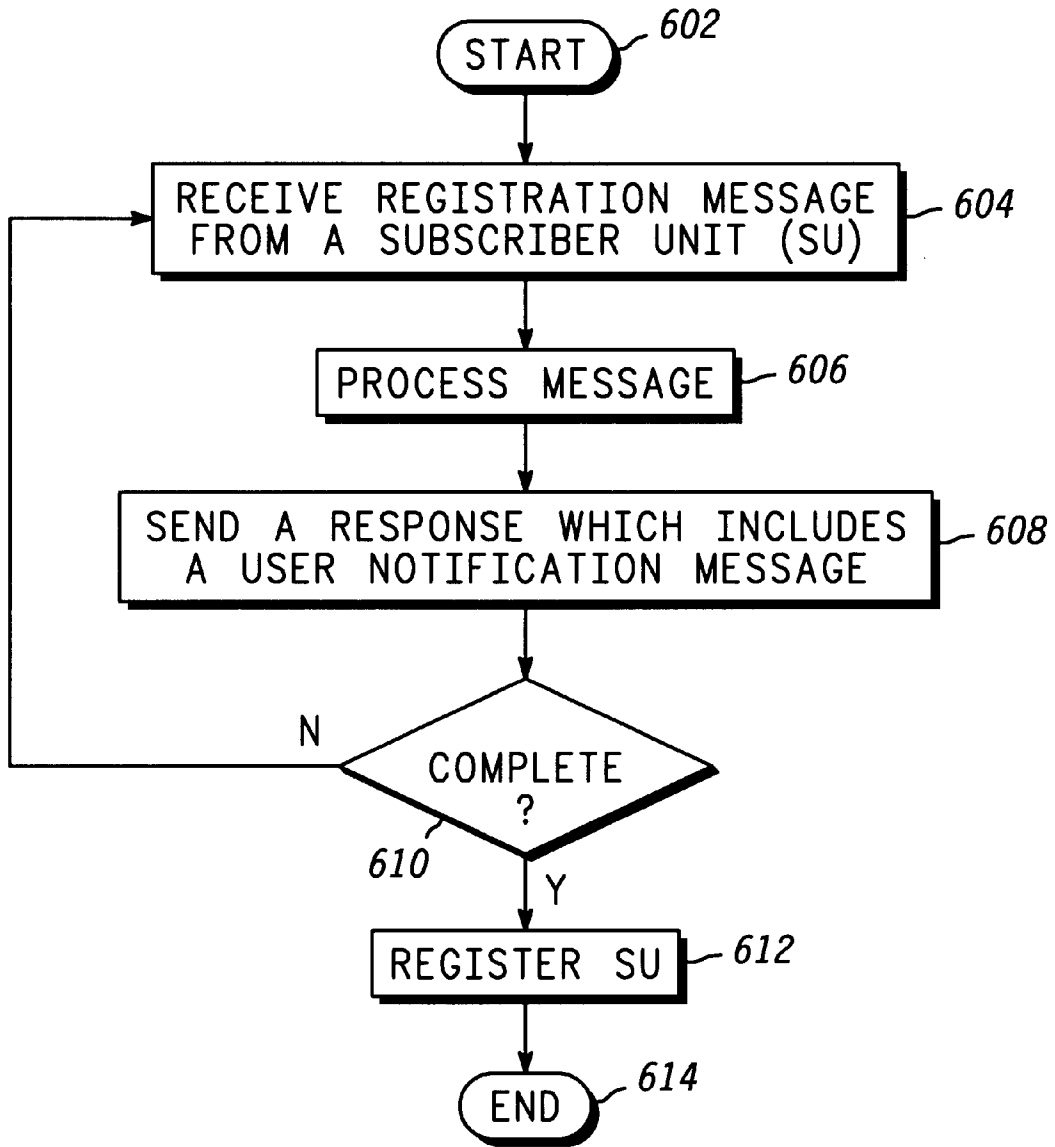 START
602
RECEIVE REGISTRATION MESSAGE
FROM A SUBSCRIBER UNIT (SU)
604
PROCESS MESSAGE
606
SEND A RESPONSE WHICH INCLUDES
A USER NOTIFICATION MESSAGE
608
N
COMPLETE
?
610
Y
REGISTER SU
612
END
614